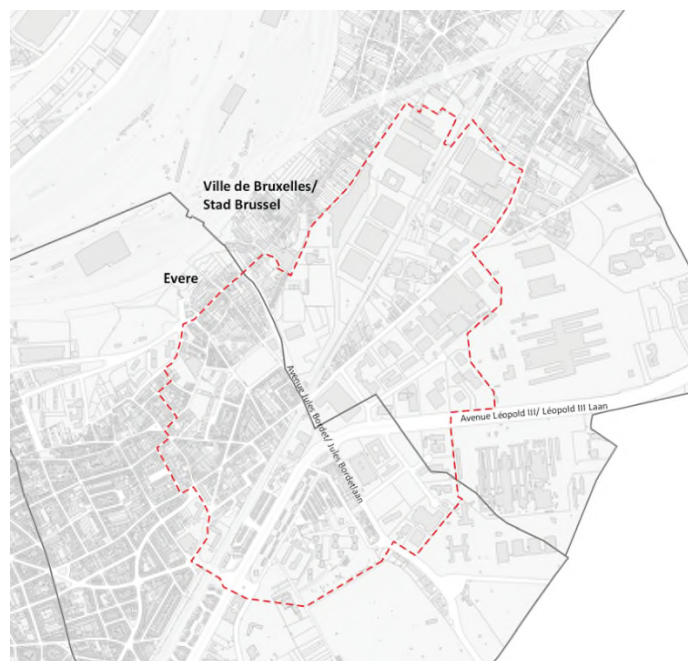 Ville de Bruxelles/
Stad Brussel
Evere
Avenue Jules Bordet/ Jules Bordetlaan
Avenue Léopold III/ Léopold III Laan